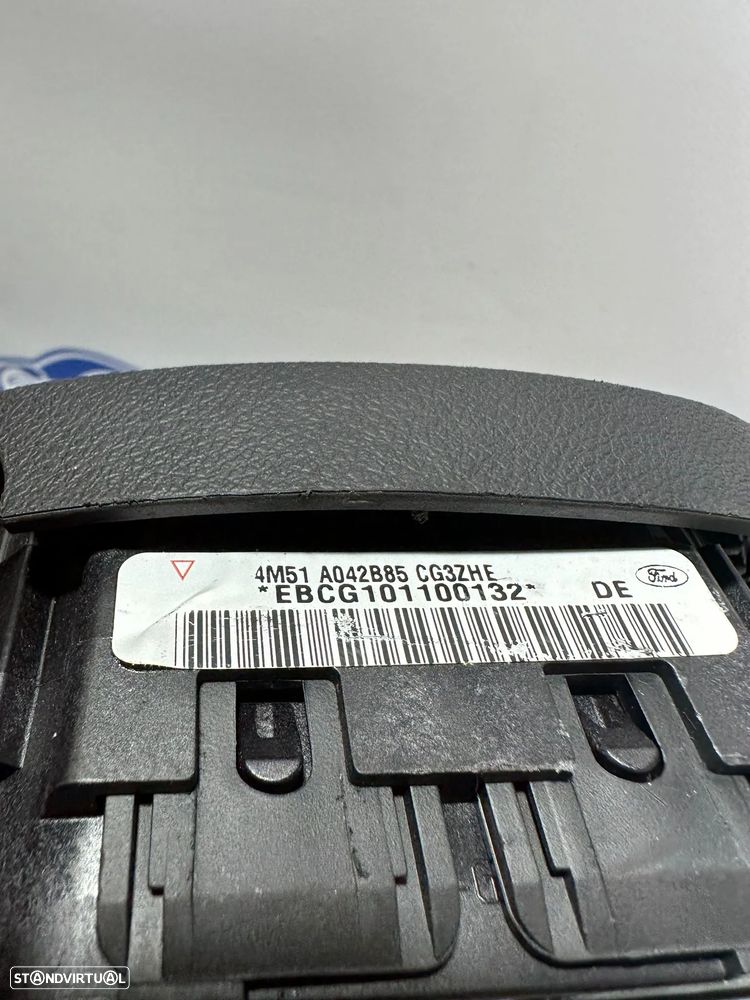 4M51 A042B85 CG3ZHE
*EBCG101100132* DE
Ford
STANDVIRTUAL